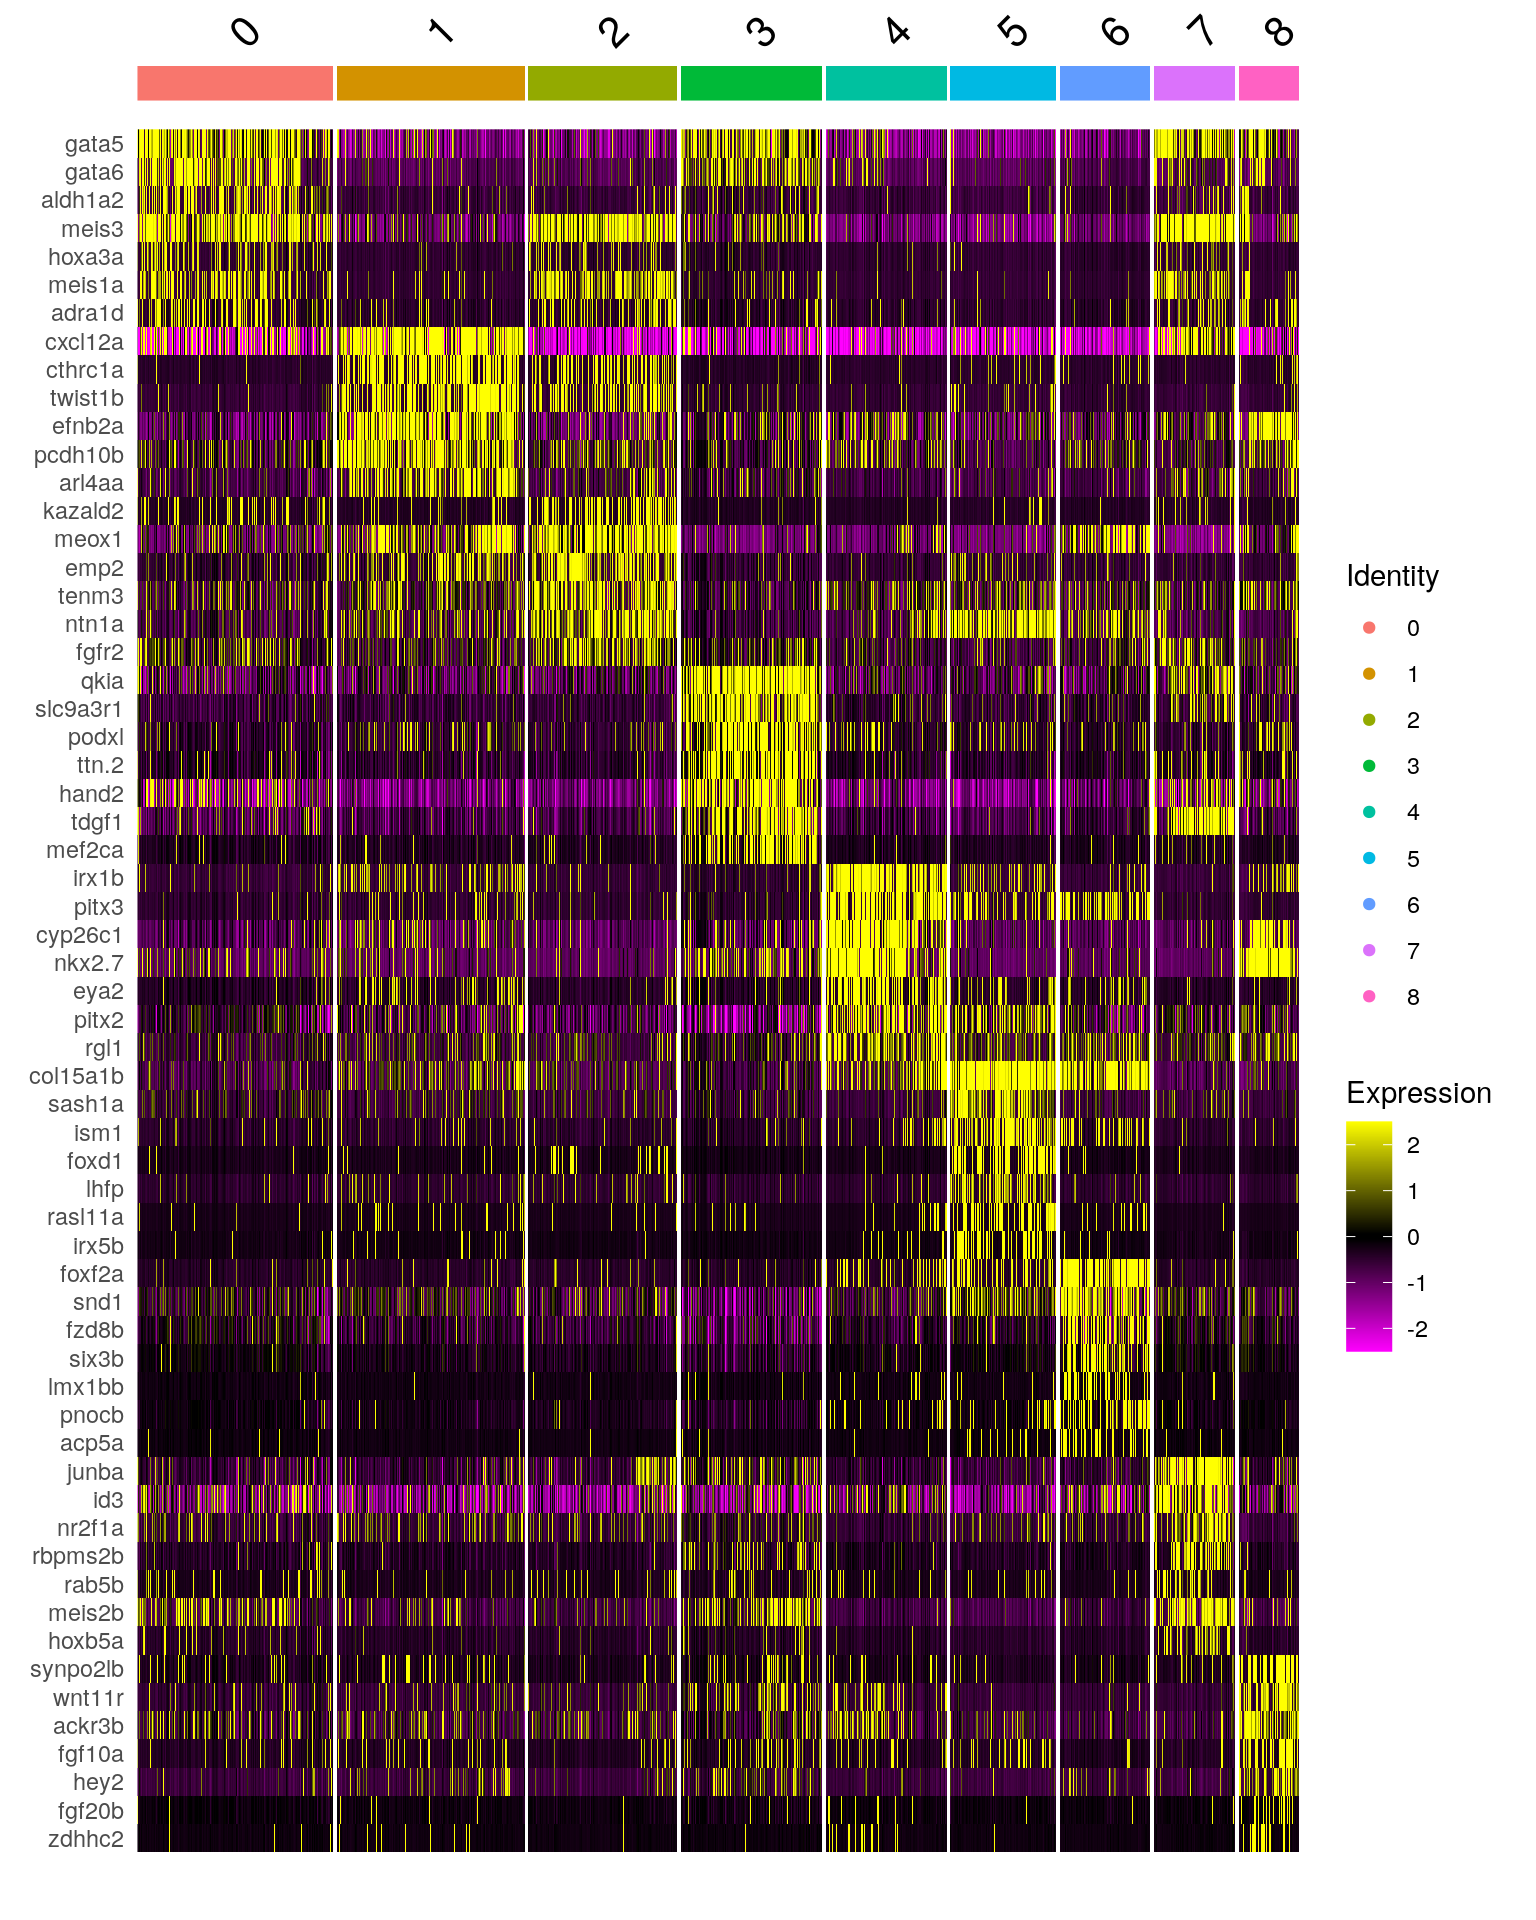 0 1 2 3 4 5 6 7 8
gata5
gata6
aldh1a2
meis3
hoxa3a
meis1a
adra1d
cxcl12a
cthrc1a
twist1b
efnb2a
pcdh10b
arl4aa
kazald2
meox1
emp2
tenm3
ntn1a
fgfr2
qkia
slc9a3r1
podxl
ttn.2
hand2
tdgf1
mef2ca
irx1b
pitx3
cyp26c1
nkx2.7
eya2
pitx2
rgl1
col15a1b
sash1a
ism1
foxd1
lhfp
rasl11a
irx5b
foxf2a
snd1
fzd8b
six3b
lmx1bb
pnocb
acp5a
junba
id3
nr2f1a
rbpms2b
rab5b
meis2b
hoxb5a
synpo2lb
wnt11r
ackr3b
fgf10a
hey2
fgf20b
zdhhc2
Identity
0
1
2
3
4
5
6
7
8
Expression
2
1
0
-1
-2